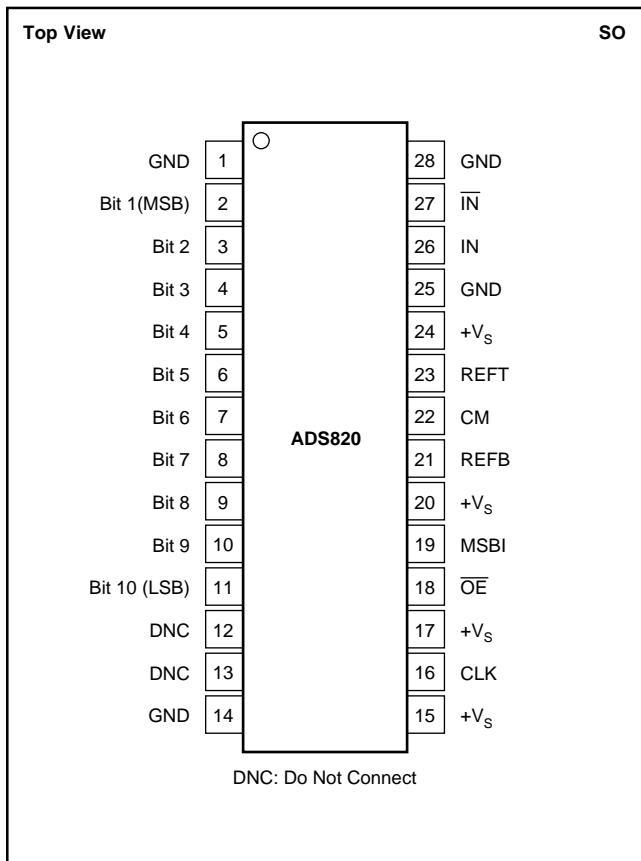 Top View SO
GND 1 28 GND
Bit 1(MSB) 2 27 I̅N̅
Bit 2 3 26 IN
Bit 3 4 25 GND
Bit 4 5 24 +VS
Bit 5 6 23 REFT
Bit 6 7 22 CM
ADS820
Bit 7 8 21 REFB
Bit 8 9 20 +VS
Bit 9 10 19 MSBI
Bit 10 (LSB) 11 18 O̅E̅
DNC 12 17 +VS
DNC 13 16 CLK
GND 14 15 +VS
DNC: Do Not Connect